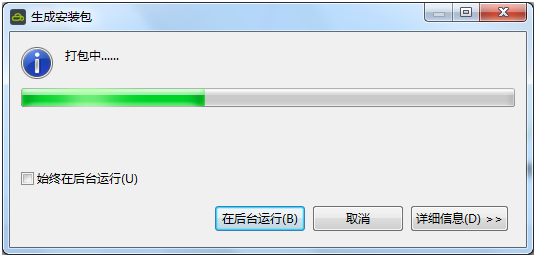 生成安装包
打包中......
始终在后台运行(U)
在后台运行(B)
取消
详细信息(D) >>